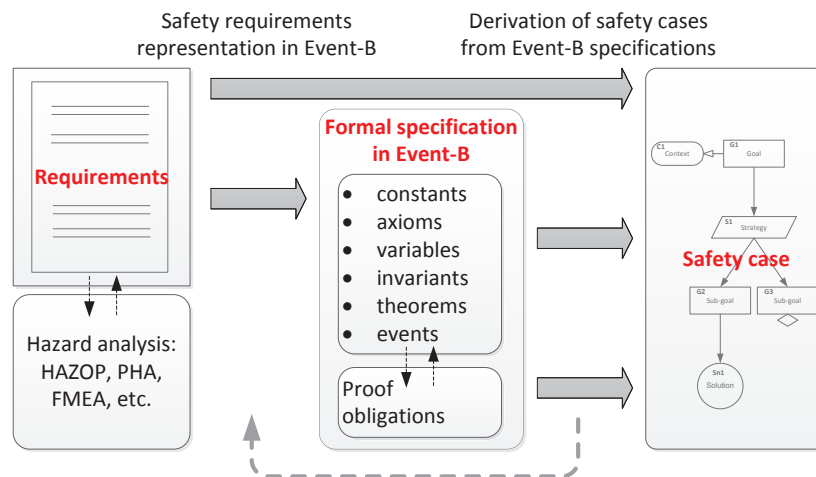 Safety requirements
representation in Event-B
Derivation of safety cases
from Event-B specifications
Requirements
Hazard analysis:
HAZOP, PHA,
FMEA, etc.
Formal specification
in Event-B
• constants
• axioms
• variables
• invariants
• theorems
• events
Proof
obligations
C1
Context
G1
Goal
S1
Strategy
Safety case
G2
Sub-goal
G3
Sub-goal
Sn1
Solution